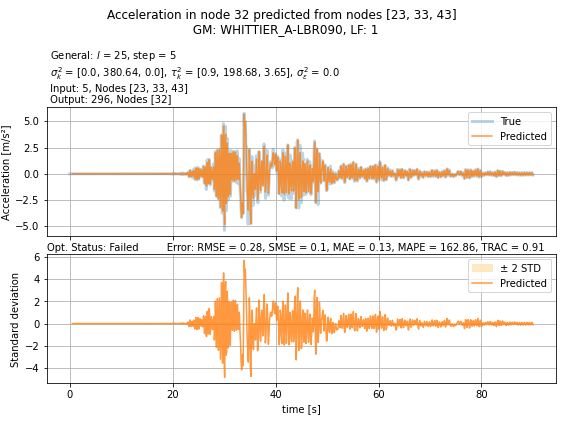 Acceleration in node 32 predicted from nodes [23, 33, 43]
GM: WHITTIER_A-LBR090, LF: 1
General: l = 25, step = 5
σ²ₖ = [0.0, 380.64, 0.0], τ²ₖ = [0.9, 198.68, 3.65], σ²ε = 0.0
Input: 5, Nodes [23, 33, 43]
Output: 296, Nodes [32]
Acceleration [m/s²]
5.0
2.5
0.0
−2.5
−5.0
True
Predicted
Opt. Status: Failed
Error: RMSE = 0.28, SMSE = 0.1, MAE = 0.13, MAPE = 162.86, TRAC = 0.91
Standard deviation
6
4
2
0
−2
−4
± 2 STD
Predicted
0 20 40 60 80
time [s]